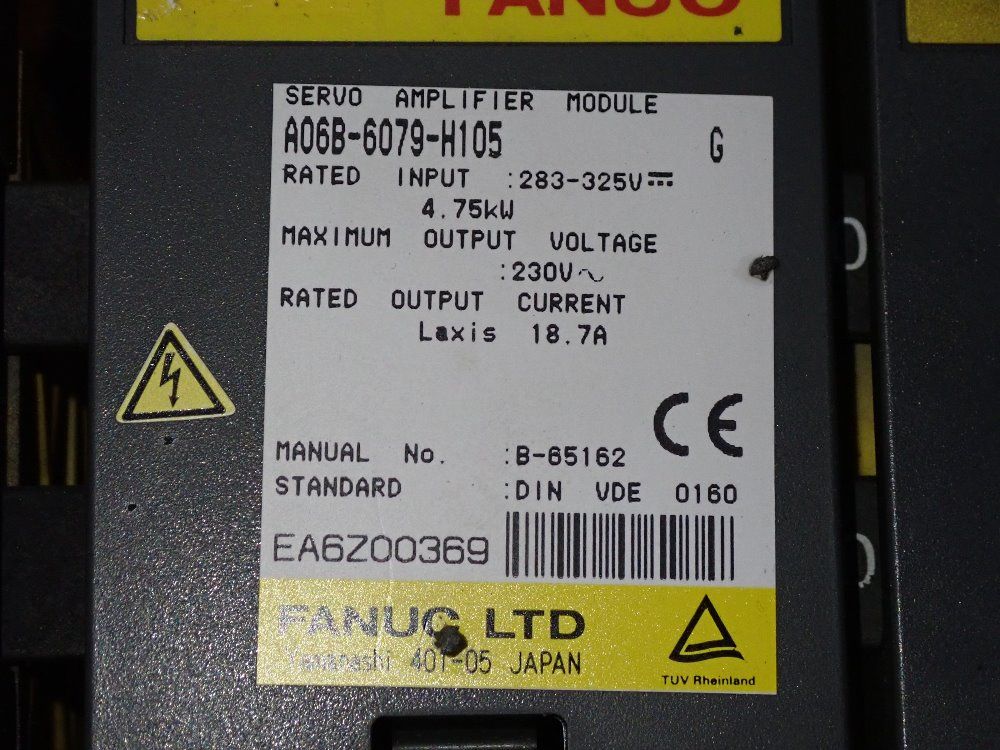 FANUC
SERVO AMPLIFIER MODULE
A06B-6079-H105 G
RATED INPUT :283-325V⎓
4.75kW
MAXIMUM OUTPUT VOLTAGE
:230V~
RATED OUTPUT CURRENT
Laxis 18.7A
CE
MANUAL No. :B-65162
STANDARD :DIN VDE 0160
EA6Z00369
FANUC LTD
Yamanashi 401-05 JAPAN
TUV Rheinland